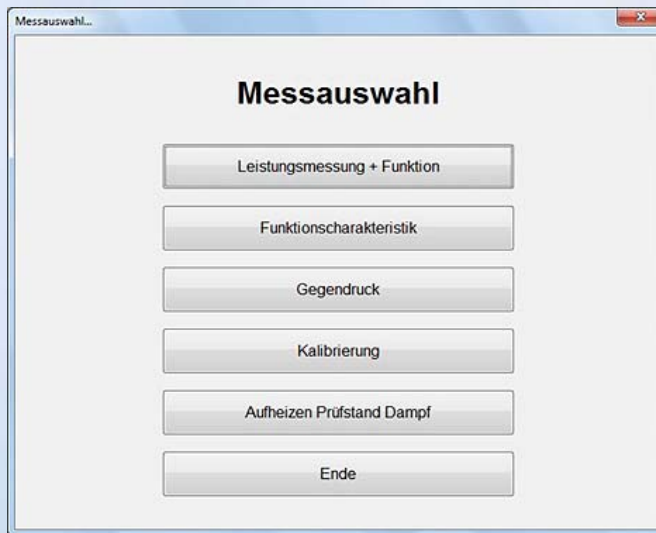 Messauswahl...
Messauswahl
Leistungsmessung + Funktion
Funktionscharakteristik
Gegendruck
Kalibrierung
Aufheizen Prüfstand Dampf
Ende